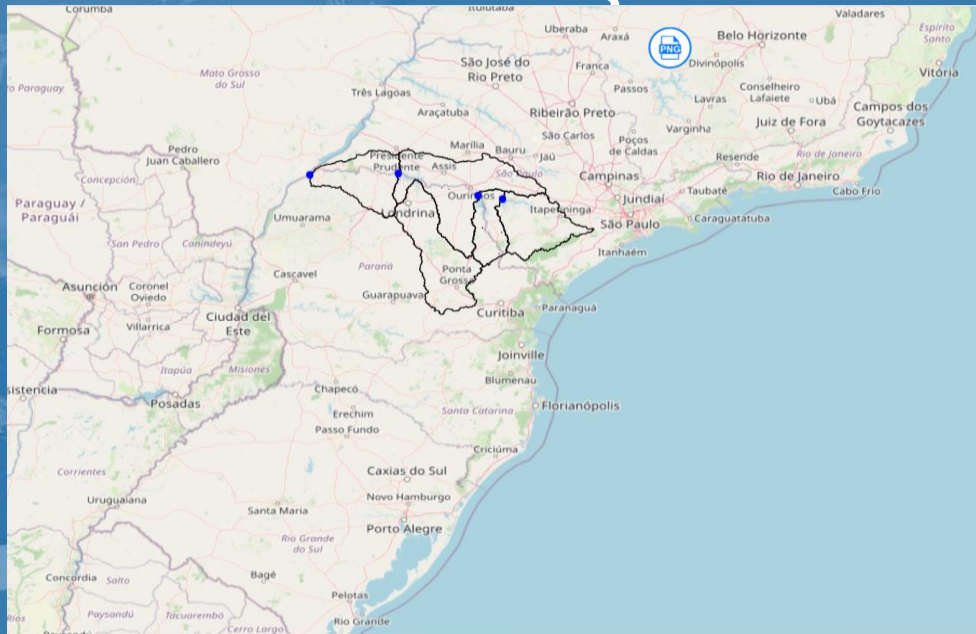 Corumba
Ituiutaba
Valadares
Uberaba
Araxá
Belo Horizonte
Espírito
Santo
PNG
São José do
Rio Preto
Franca
Divinópolis
Vitória
Mato Grosso
do Sul
Passos
Conselheiro
Lafaiete
Ubá
Três Lagoas
Lavras
Campos dos
Goytacazes
Araçatuba
Ribeirão Preto
Varginha
Juiz de Fora
São Carlos
Poços
de Caldas
Pedro
Juan Caballero
Presidente
Prudente
Assis
Marília
Bauru
Jaú
Resende
Rio de Janeiro
Concepción
São Paulo
Campinas
Rio de Janeiro
Taubate
Cabo Frio
Paraguay /
Paraguái
Umuarama
Londrina
Itapetininga
Jundiaí
Caraguatatuba
São Paulo
San Pedro
Canindeyú
Itanhaém
Cascavel
Paraná
Ponta
Guarapuava
Asunción
Coronel
Oviedo
Curitiba
Paranaguá
Formosa
Villarrica
Ciudad del
Este
Joinville
Itapúa
Misiones
Blumenau
sistencia
Chapecó
Posadas
Erechim
Santa Catarina
Florianópolis
Passo Fundo
Criciúma
Corrientes
Caxias do Sul
Uruguaiana
Novo Hamburgo
Santa Maria
Porto Alegre
Rio Grande
do Sul
Bagé
Concordia
Salto
Pelotas
Ríos
Paysandú
Tacuarembó
Rio Grande
Cerro Largo